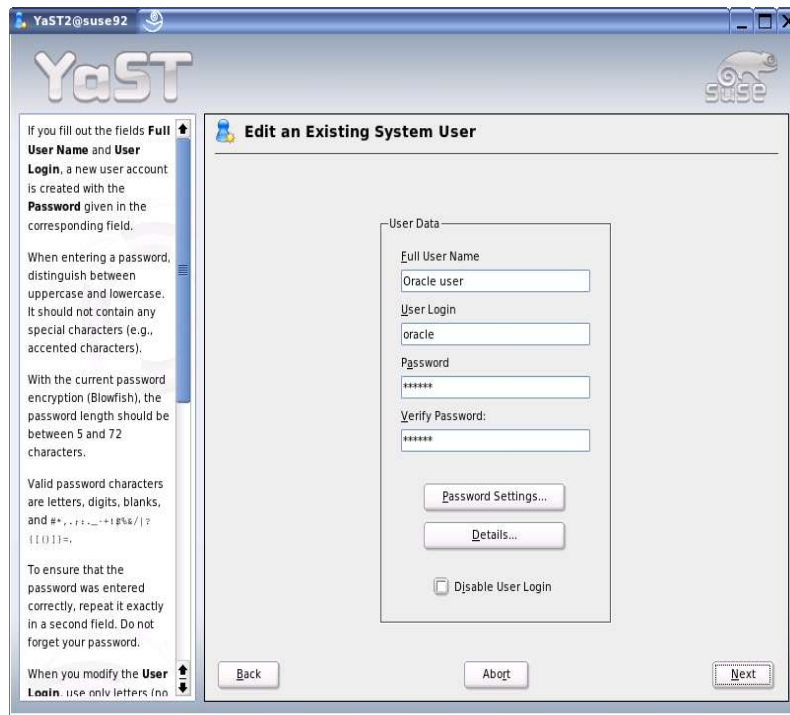 YaST2@suse92
YaST
SUSE
If you fill out the fields Full
User Name and User
Login, a new user account
is created with the
Password given in the
corresponding field.
When entering a password,
distinguish between
uppercase and lowercase.
It should not contain any
special characters (e.g.,
accented characters).
With the current password
encryption (Blowfish), the
password length should be
between 5 and 72
characters.
Valid password characters
are letters, digits, blanks,
and #*,.;:._-+!$%&/|?
{[()]}=.
To ensure that the
password was entered
correctly, repeat it exactly
in a second field. Do not
forget your password.
When you modify the User
Login, use only letters (no
Edit an Existing System User
User Data
Full User Name
Oracle user
User Login
oracle
Password
******
Verify Password:
******
Password Settings...
Details...
Disable User Login
Back
Abort
Next